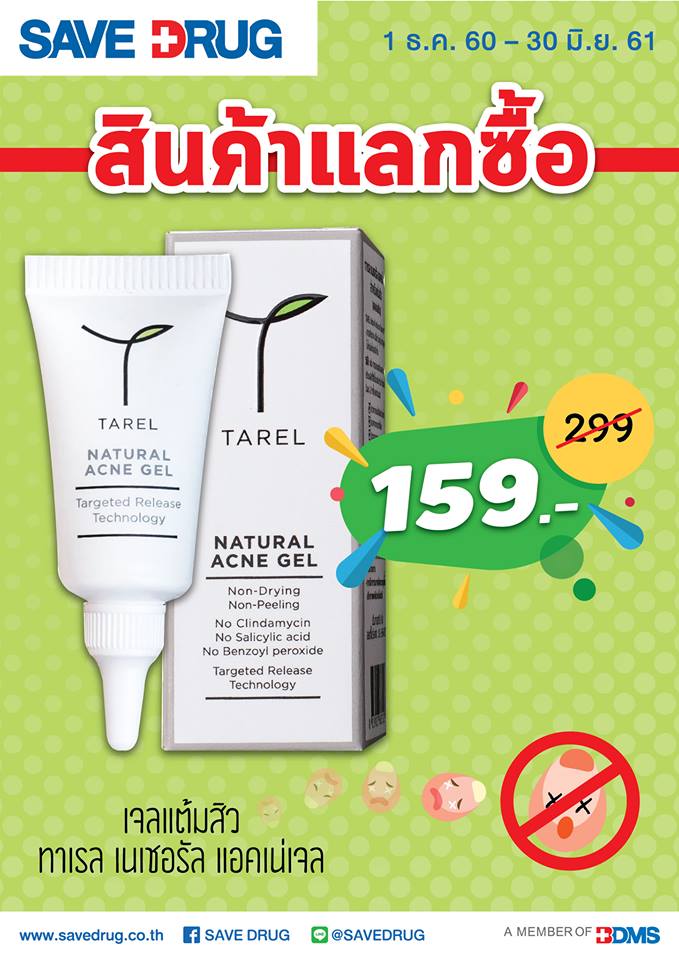 SAVE DRUG
1 ธ.ค. 60 – 30 มิ.ย. 61
สินค้าแลกซื้อ
TAREL
NATURAL
ACNE GEL
Targeted Release
Technology
TAREL
NATURAL
ACNE GEL
Non-Drying
Non-Peeling
No Clindamycin
No Salicylic acid
No Benzoyl peroxide
Targeted Release
Technology
299
159.-
เจลแต้มสิว
ทาเรล เนเชอรัล แอคเน่เจล
www.savedrug.co.th SAVE DRUG LINE @SAVEDRUG A MEMBER OF BDMS